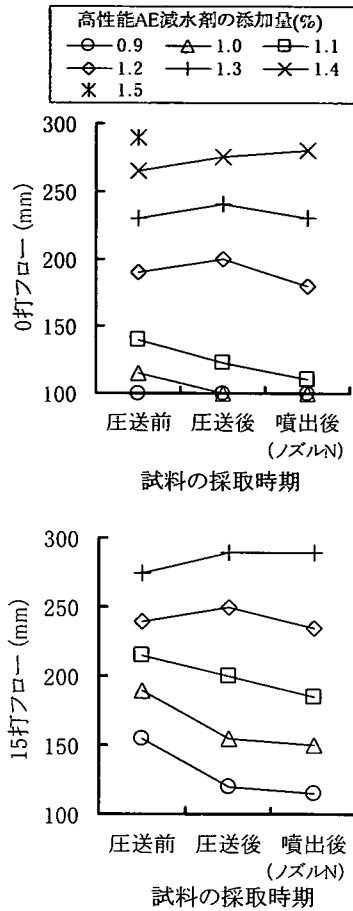 高性能AE減水剤の添加量(%)
0.9 1.0 1.1
1.2 1.3 1.4
1.5
300
250
200
150
100
0打フロー(mm)
圧送前 圧送後 噴出後
(ノズルN)
試料の採取時期
300
250
200
150
100
15打フロー(mm)
圧送前 圧送後 噴出後
(ノズルN)
試料の採取時期